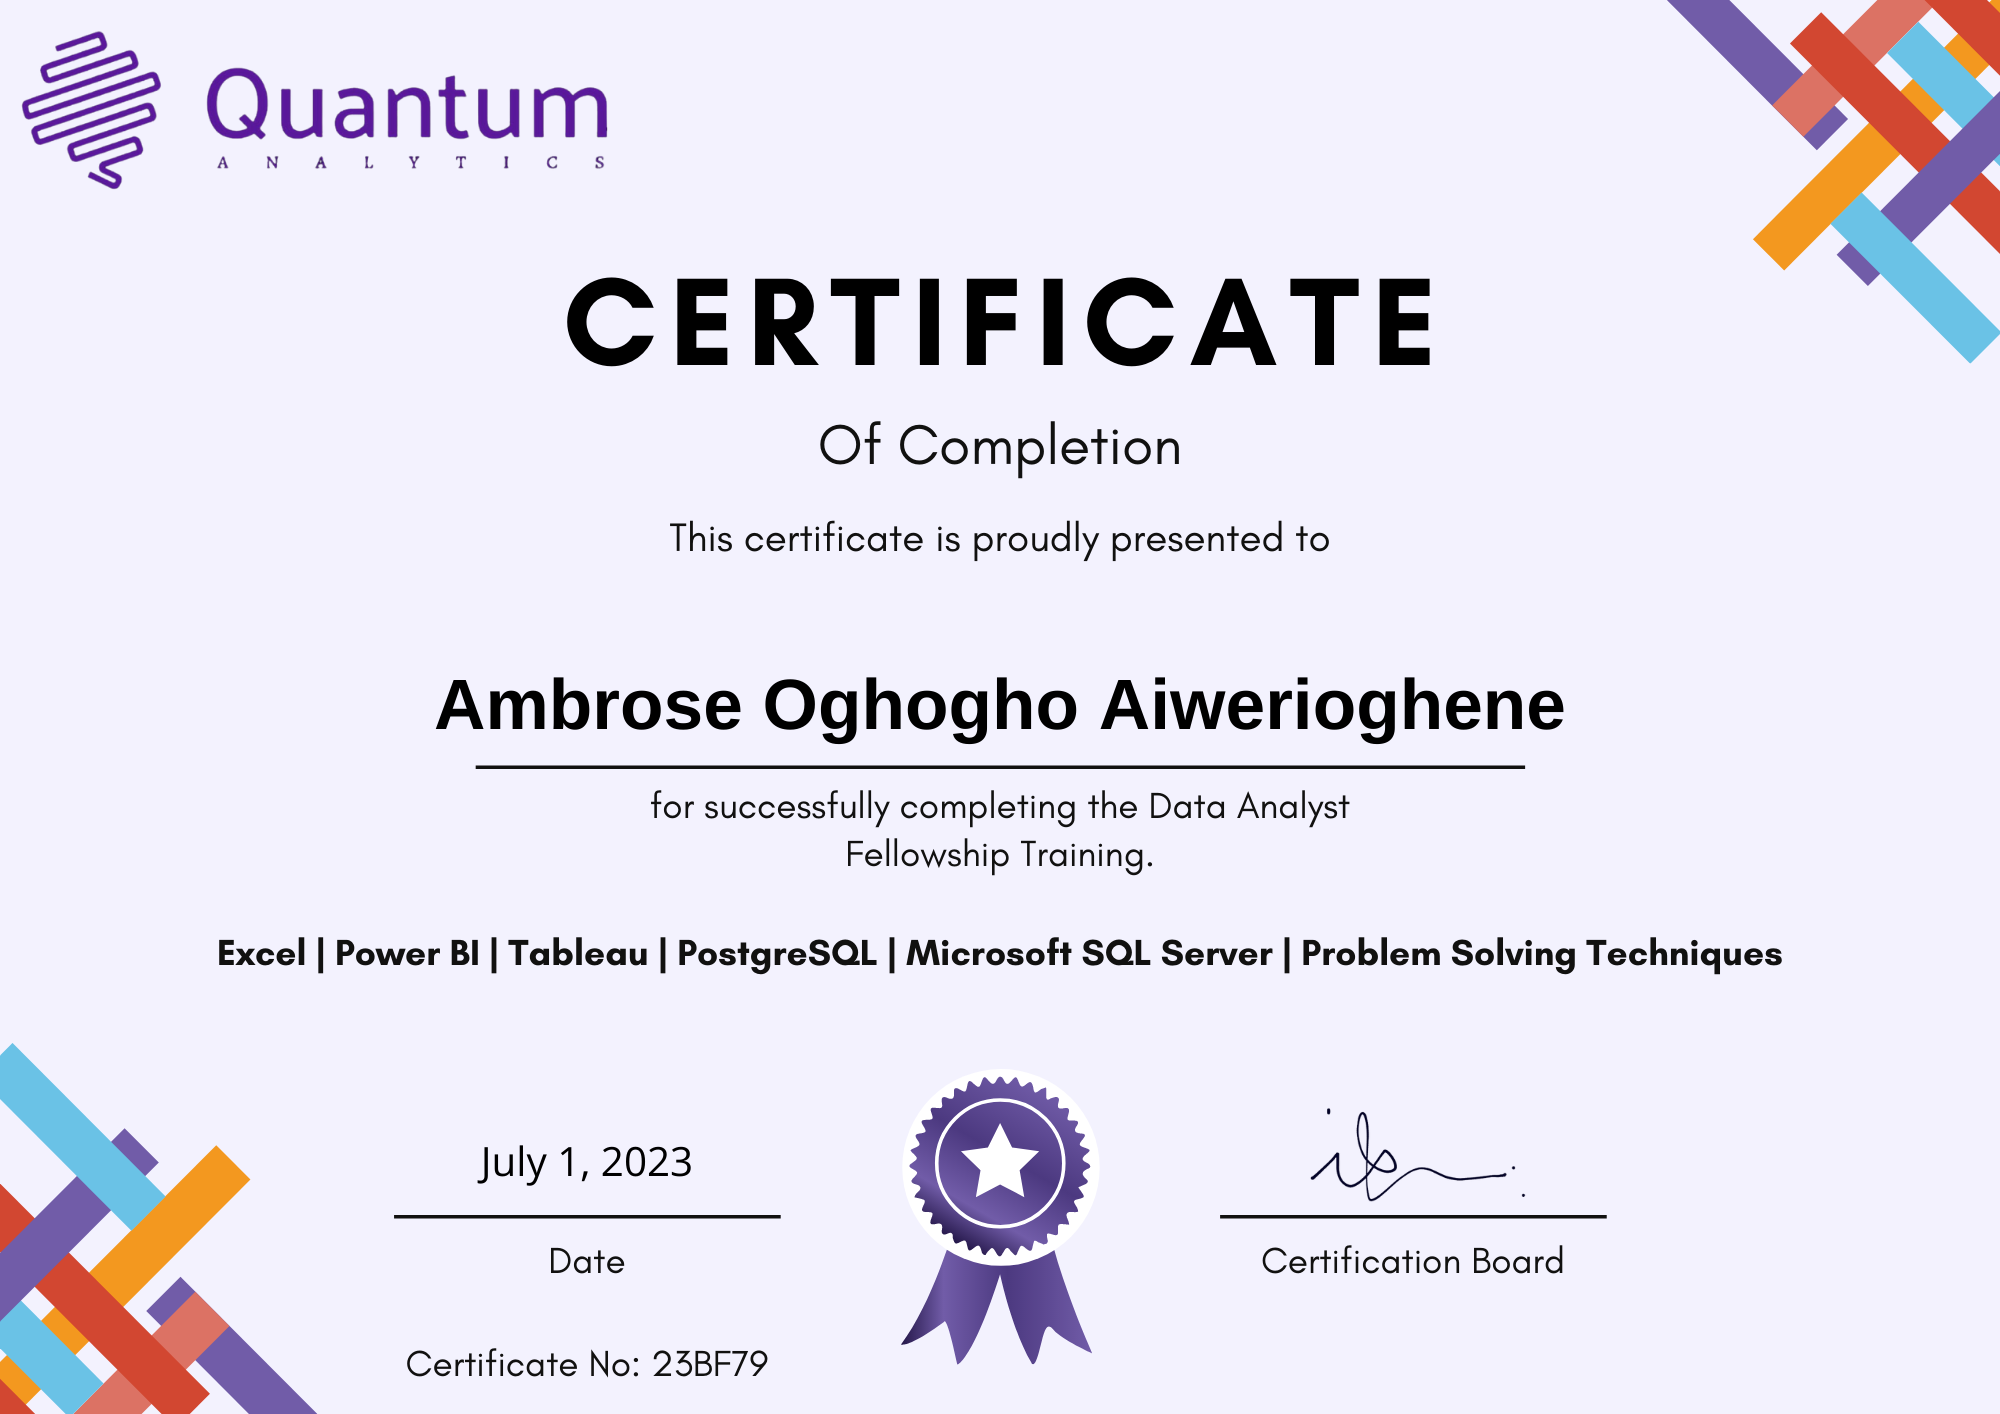 Quantum
ANALYTICS
CERTIFICATE
Of Completion
This certificate is proudly presented to
Ambrose Oghogho Aiwerioghene
for successfully completing the Data Analyst
Fellowship Training.
Excel | Power BI | Tableau | PostgreSQL | Microsoft SQL Server | Problem Solving Techniques
July 1, 2023
Date
Certification Board
Certificate No: 23BF79